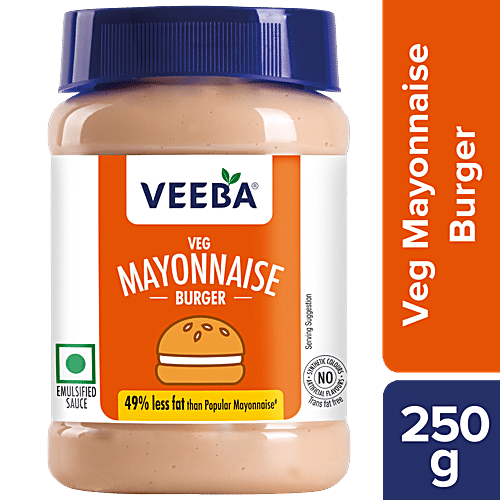 VEEBA®
VEG
MAYONNAISE
BURGER
EMULSIFIED
SAUCE
49% less fat than Popular Mayonnaise#
Serving Suggestion
SYNTHETIC COLOURS
NO
ARTIFICIAL FLAVOURS
Trans fat free
Veg Mayonnaise
Burger
250
g